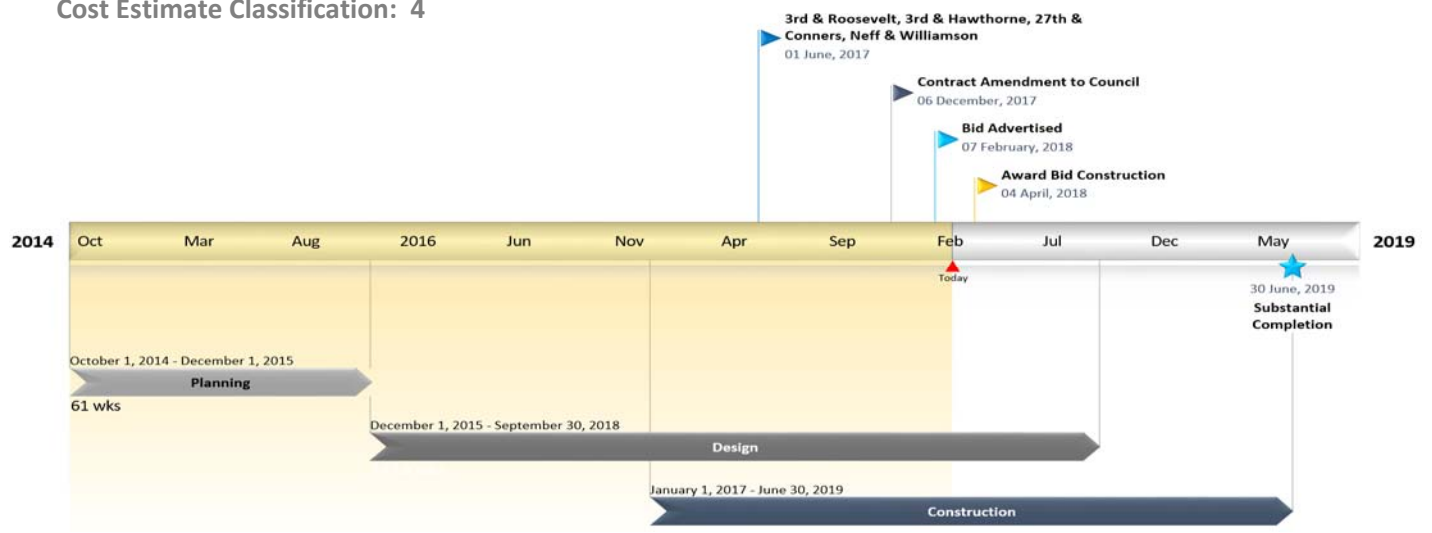 Cost Estimate Classification: 4
3rd & Roosevelt, 3rd & Hawthorne, 27th &
Conners, Neff & Williamson
01 June, 2017
Contract Amendment to Council
06 December, 2017
Bid Advertised
07 February, 2018
Award Bid Construction
04 April, 2018
2014 Oct Mar Aug 2016 Jun Nov Apr Sep Feb Jul Dec May 2019
Today
30 June, 2019
Substantial
Completion
October 1, 2014 - December 1, 2015
Planning
61 wks
December 1, 2015 - September 30, 2018
Design
January 1, 2017 - June 30, 2019
Construction